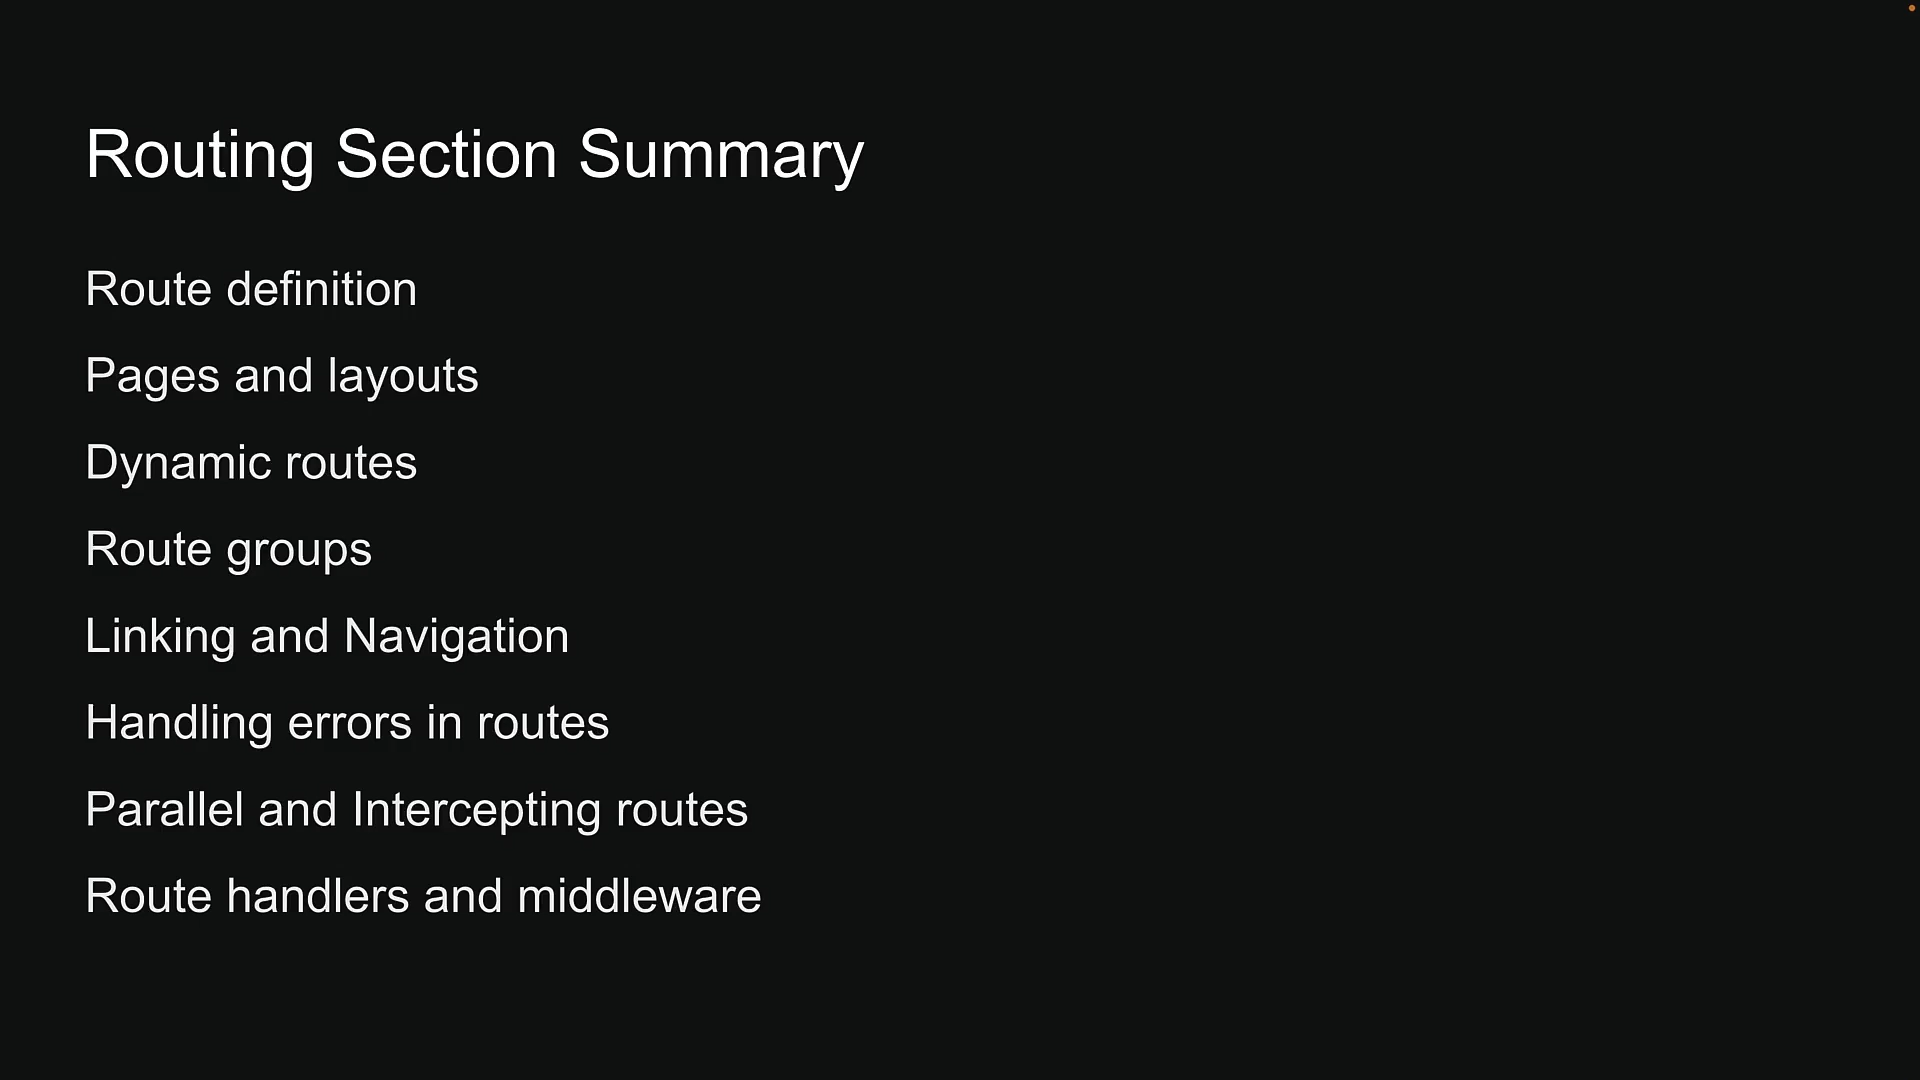 Routing Section Summary
Route definition
Pages and layouts
Dynamic routes
Route groups
Linking and Navigation
Handling errors in routes
Parallel and Intercepting routes
Route handlers and middleware